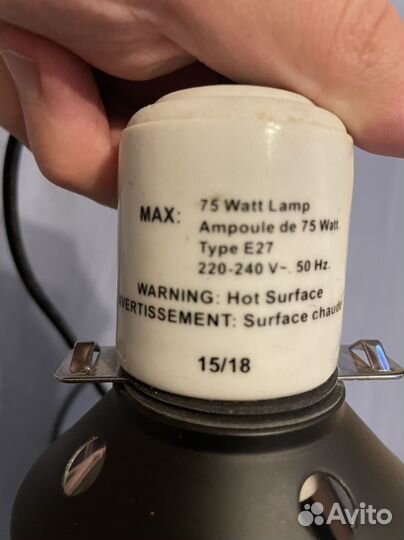 MAX: 75 Watt Lamp
Ampoule de 75 Watt.
Type E27
220-240 V~. 50 Hz.
WARNING: Hot Surface
AVERTISSEMENT: Surface chaude
15/18
Avito